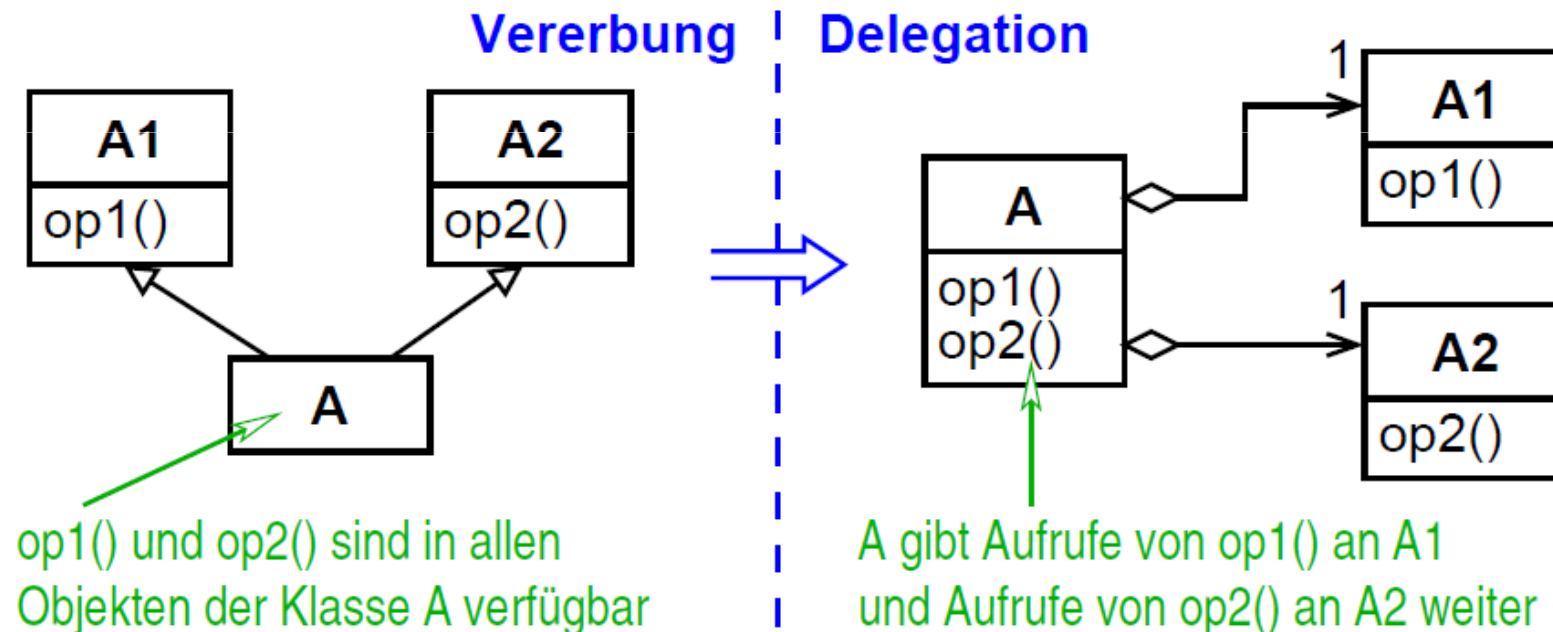 Vererbung
Delegation
A1
op1()
A2
op2()
A
op1() und op2() sind in allen
Objekten der Klasse A verfügbar
A
op1()
op2()
1
A1
op1()
1
A2
op2()
A gibt Aufrufe von op1() an A1
und Aufrufe von op2() an A2 weiter